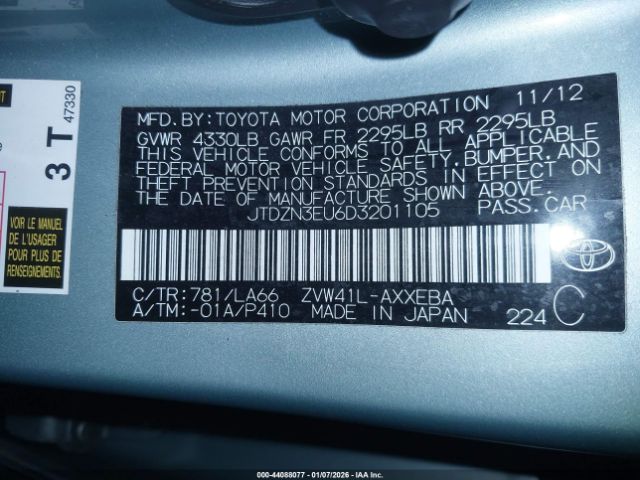 MFD.BY:TOYOTA MOTOR CORPORATION 11/12
GVWR 4330LB GAWR FR 2295LB RR 2295LB
THIS VEHICLE CONFORMS TO ALL APPLICABLE
FEDERAL MOTOR VEHICLE SAFETY,BUMPER,AND
THEFT PREVENTION STANDARDS IN EFFECT ON
THE DATE OF MANUFACTURE SHOWN ABOVE.
JTDZN3EU6D3201105 PASS.CAR
C/TR:781/LA66 ZVW41L-AXXEBA
A/TM:-01A/P410 MADE IN JAPAN 224 C
3 T 47330
VOIR LE MANUEL
DE L'USAGER
POUR PLUS DE
RENSEIGNEMENTS.
000-44088077 - 01/07/2026 - IAA Inc.